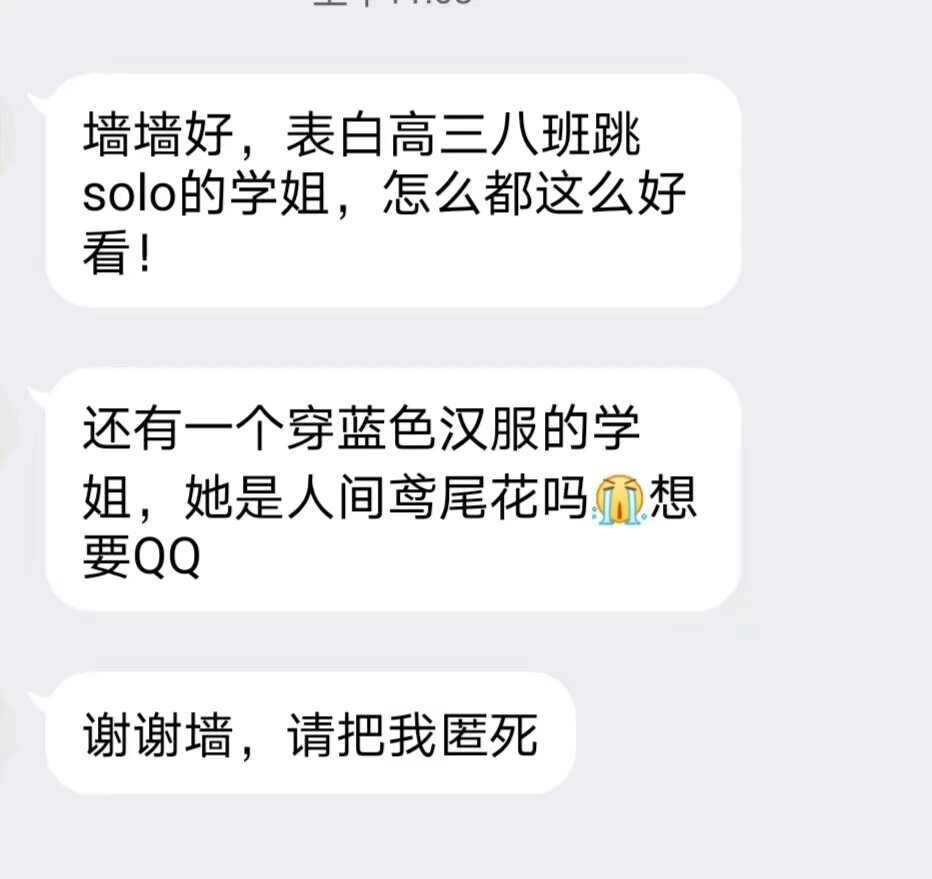 墙墙好，表白高三八班跳
solo的学姐，怎么都这么好
看！
还有一个穿蓝色汉服的学
姐，她是人间鸢尾花吗😭想
要QQ
谢谢墙，请把我匿死